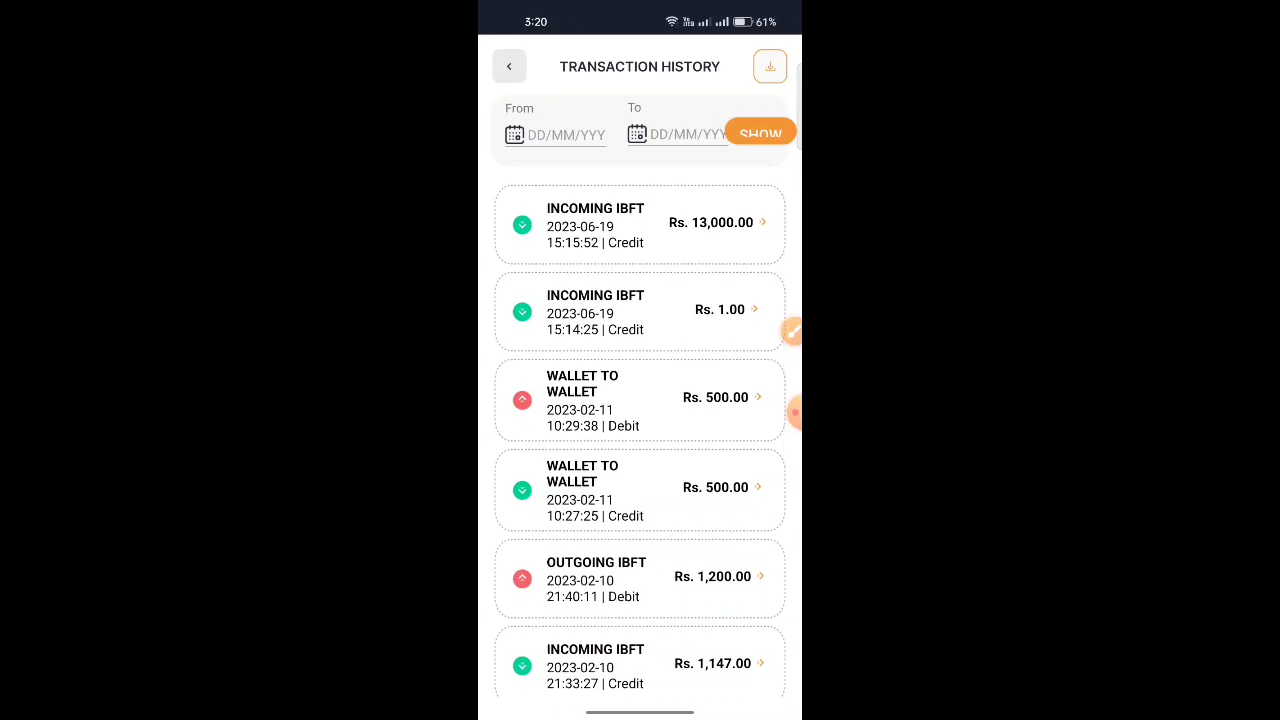 3:20
61%
TRANSACTION HISTORY
From
To
DD/MM/YYY
DD/MM/YYY
SHOW
INCOMING IBFT
2023-06-19
15:15:52 | Credit
Rs. 13,000.00
INCOMING IBFT
2023-06-19
15:14:25 | Credit
Rs. 1.00
WALLET TO
WALLET
2023-02-11
10:29:38 | Debit
Rs. 500.00
WALLET TO
WALLET
2023-02-11
10:27:25 | Credit
Rs. 500.00
OUTGOING IBFT
2023-02-10
21:40:11 | Debit
Rs. 1,200.00
INCOMING IBFT
2023-02-10
21:33:27 | Credit
Rs. 1,147.00